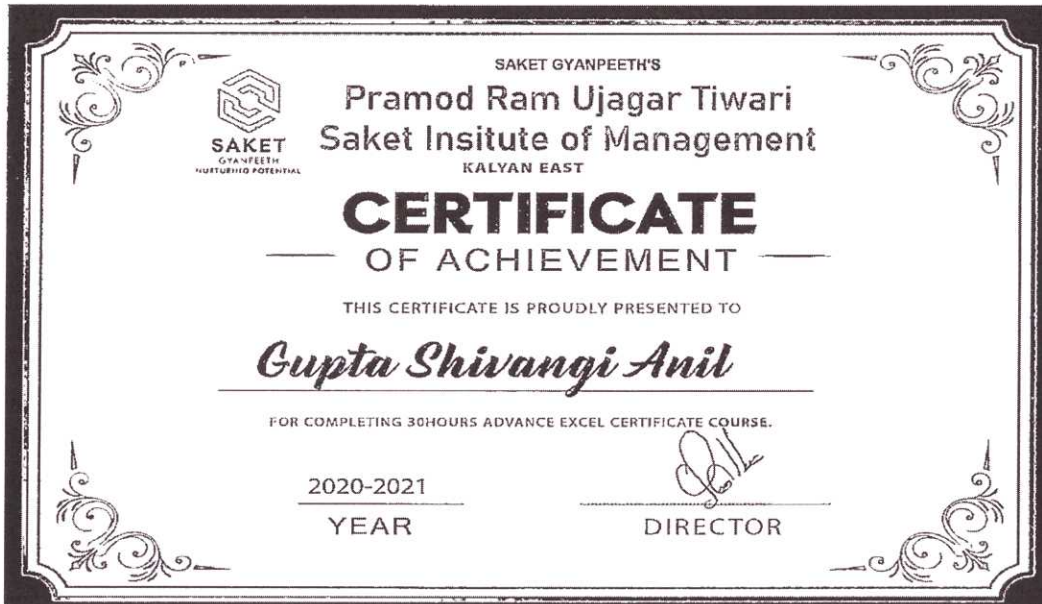 SAKET GYANPEETH'S
Pramod Ram Ujagar Tiwari
Saket Insitute of Management
KALYAN EAST
SAKET
GYANPEETH
NURTURING POTENTIAL
CERTIFICATE
OF ACHIEVEMENT
THIS CERTIFICATE IS PROUDLY PRESENTED TO
Gupta Shivangi Anil
FOR COMPLETING 30HOURS ADVANCE EXCEL CERTIFICATE COURSE.
2020-2021
YEAR
DIRECTOR